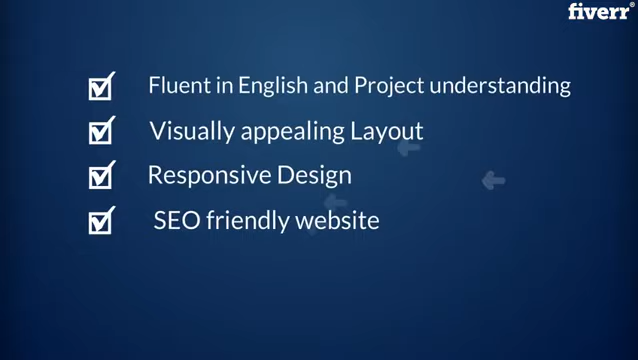 fiverr®
Fluent in English and Project understanding
Visually appealing Layout
Responsive Design
SEO friendly website